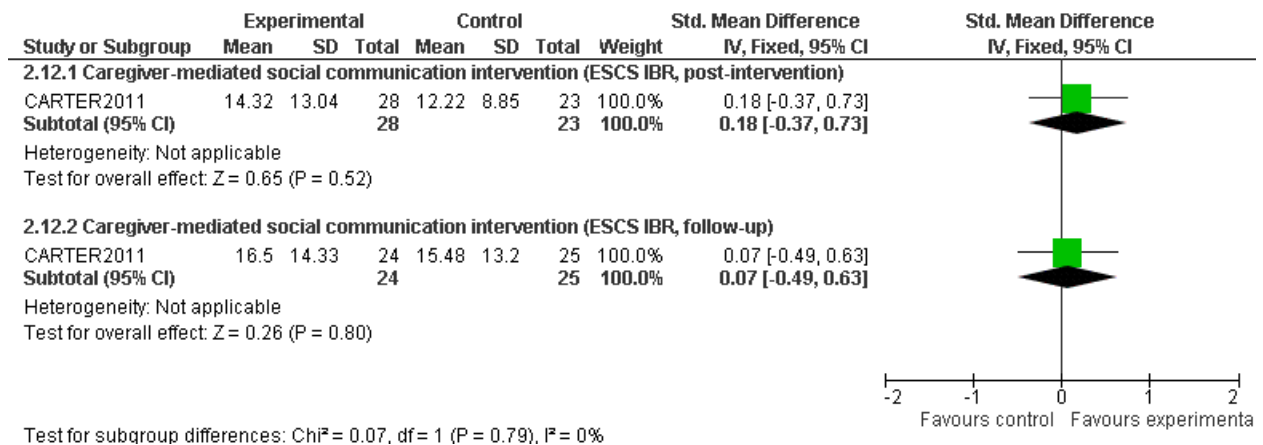 Experimental Control Std. Mean Difference Std. Mean Difference
Study or Subgroup Mean SD Total Mean SD Total Weight IV, Fixed, 95% CI IV, Fixed, 95% CI
2.12.1 Caregiver-mediated social communication intervention (ESCS IBR, post-intervention)
CARTER2011 14.32 13.04 28 12.22 8.85 23 100.0% 0.18 [-0.37, 0.73]
Subtotal (95% CI) 28 23 100.0% 0.18 [-0.37, 0.73]
Heterogeneity: Not applicable
Test for overall effect: Z = 0.65 (P = 0.52)
2.12.2 Caregiver-mediated social communication intervention (ESCS IBR, follow-up)
CARTER2011 16.5 14.33 24 15.48 13.2 25 100.0% 0.07 [-0.49, 0.63]
Subtotal (95% CI) 24 25 100.0% 0.07 [-0.49, 0.63]
Heterogeneity: Not applicable
Test for overall effect: Z = 0.26 (P = 0.80)
-2 -1 0 1 2
Favours control Favours experimenta
Test for subgroup differences: Chi² = 0.07, df = 1 (P = 0.79), I² = 0%